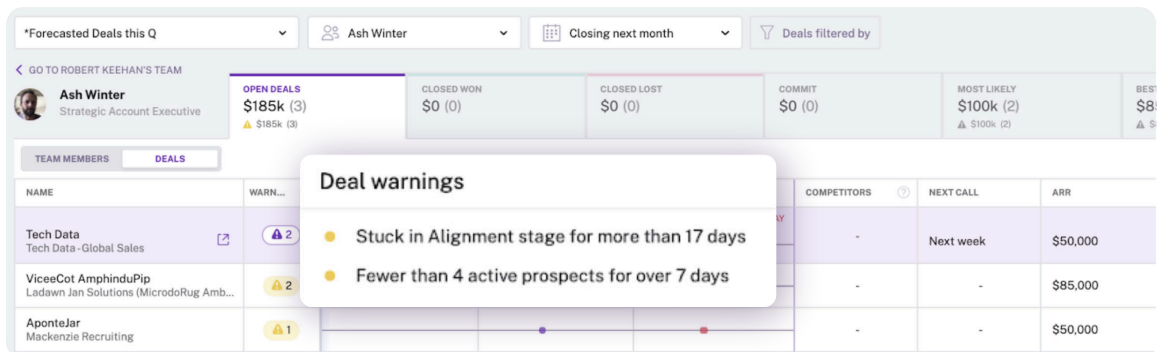 *Forecasted Deals this Q
Ash Winter
Closing next month
Deals filtered by
GO TO ROBERT KEEHAN'S TEAM
Ash Winter
Strategic Account Executive
OPEN DEALS
$185k (3)
$185k (3)
CLOSED WON
$0 (0)
CLOSED LOST
$0 (0)
COMMIT
$0 (0)
MOST LIKELY
$100k (2)
$100k (2)
TEAM MEMBERS
DEALS
NAME
WARN...
COMPETITORS
?
NEXT CALL
ARR
Deal warnings
Stuck in Alignment stage for more than 17 days
Fewer than 4 active prospects for over 7 days
Tech Data
Tech Data-Global Sales
2
-
Next week
$50,000
ViceeCot AmphinduPip
Ladawn Jan Solutions (MicrodoRug Amb...
2
-
-
$85,000
AponteJar
Mackenzie Recruiting
1
-
-
$50,000